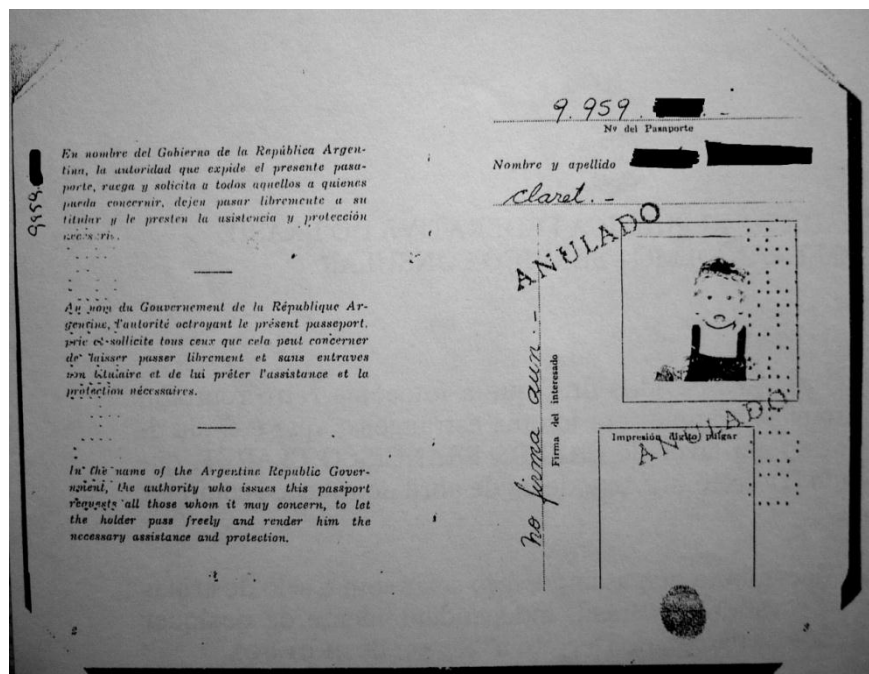 9959
En nombre del Gobierno de la República Argen-
tina, la autoridad que expide el presente pasa-
porte, ruega y solicita a todos aquellos a quienes
pueda concernir, dejen pasar libremente a su
titular y le presten la asistencia y protección
necesaria.
Au nom du Gouvernement de la République Ar-
gentine, l'autorité octroyant le présent passeport,
prie et sollicite tous ceux que cela peut concerner
de laisser passer librement et sans entraves
son titulaire et de lui prêter l'assistance et la
protection nécessaires.
In the name of the Argentine Republic Gover-
nment, the authority who issues this passport
requests all those whom it may concern, to let
the holder pass freely and render him the
necessary assistance and protection.
2
9.959. -
Nº del Pasaporte
Nombre y apellido
claret. -
ANULADO
no firma aun. -
Firma del interesado
ANULADO
Impresión dígito pulgar
3